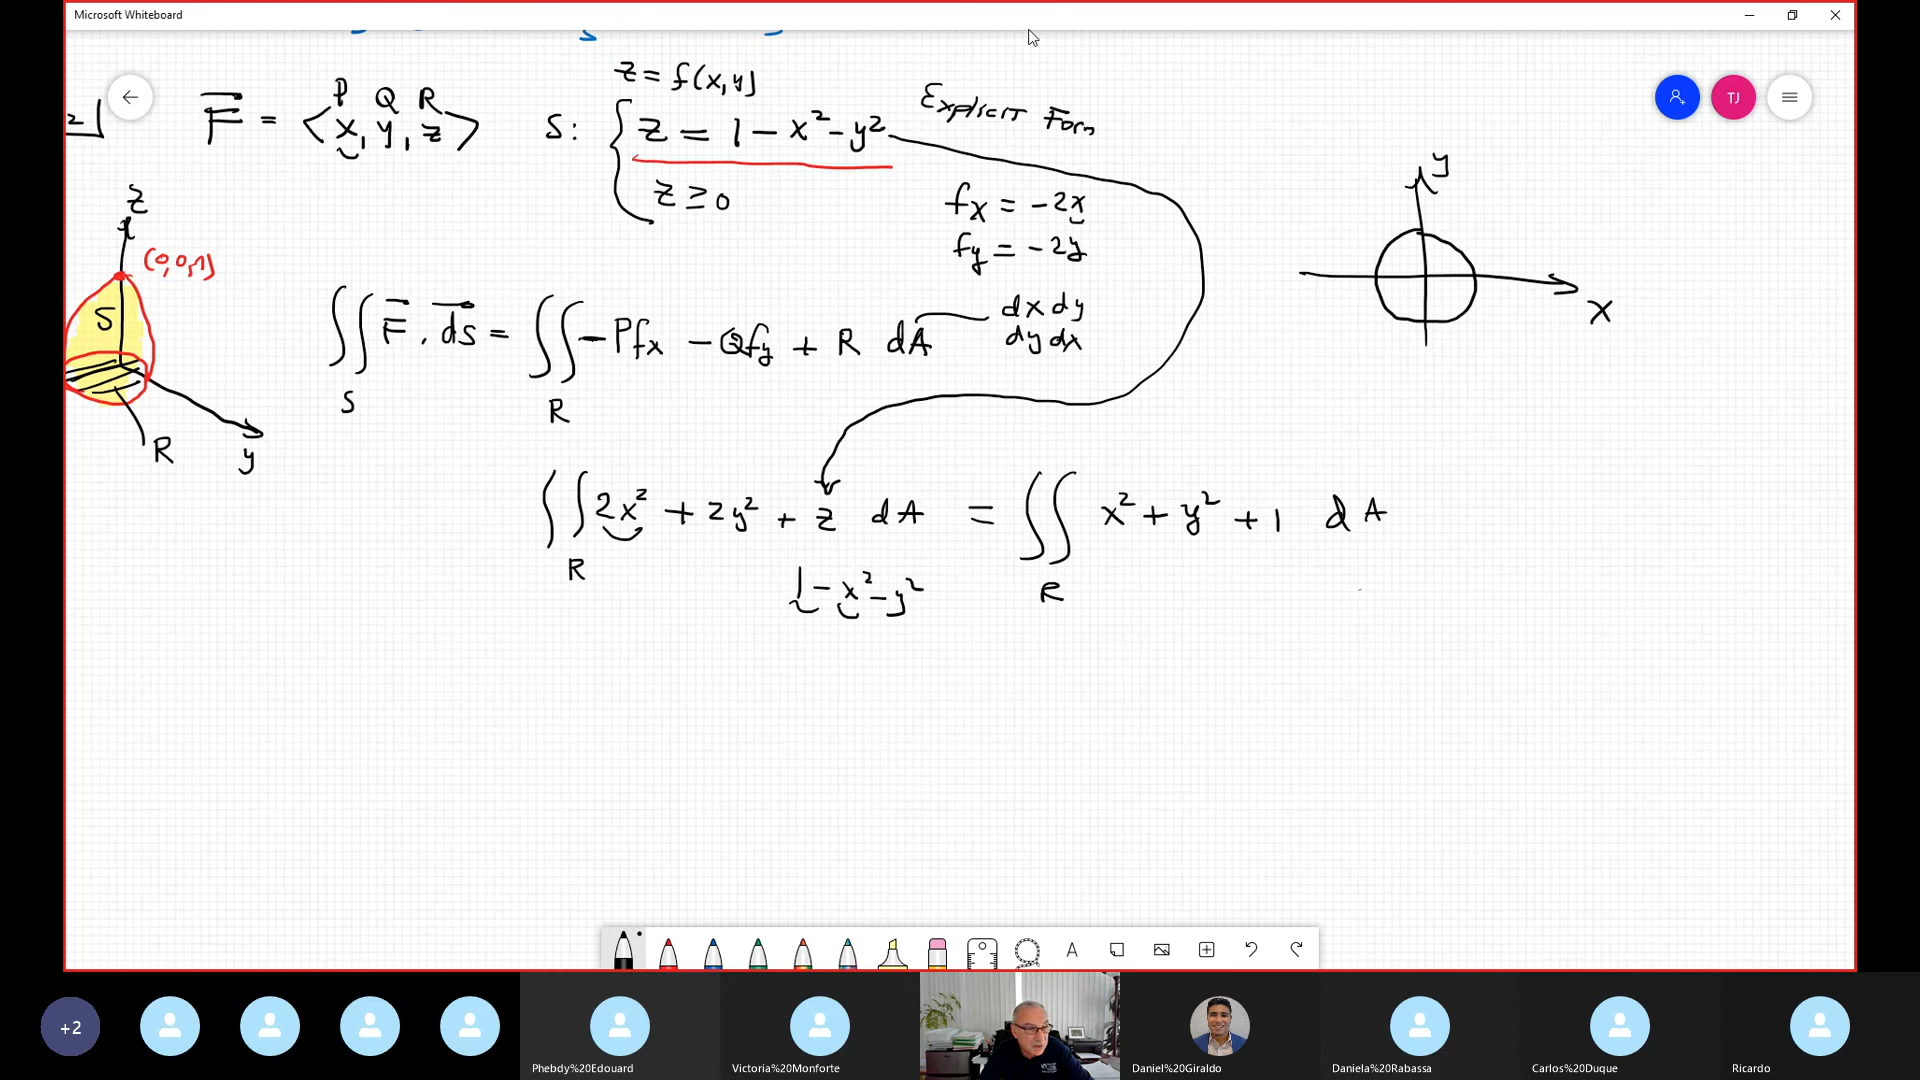 Microsoft Whiteboard
z = f(x,y)
P Q R
F = <x, y, z>
S: { z = 1 - x² - y²
z ≥ 0
Explicit Form
fx = -2x
fy = -2y
y
x
z
(0,0,1)
S
R
y
∫∫ F . ds = ∫∫ -Pfx - Qfy + R dA
S R
dx dy
dy dx
∫∫ 2x² + 2y² + z dA = ∫∫ x² + y² + 1 dA
R R
1 - x² - y²
TJ
A
+2
Phebdy%20Edouard
Victoria%20Monforte
Daniel%20Giraldo
Daniela%20Rabassa
Carlos%20Duque
Ricardo